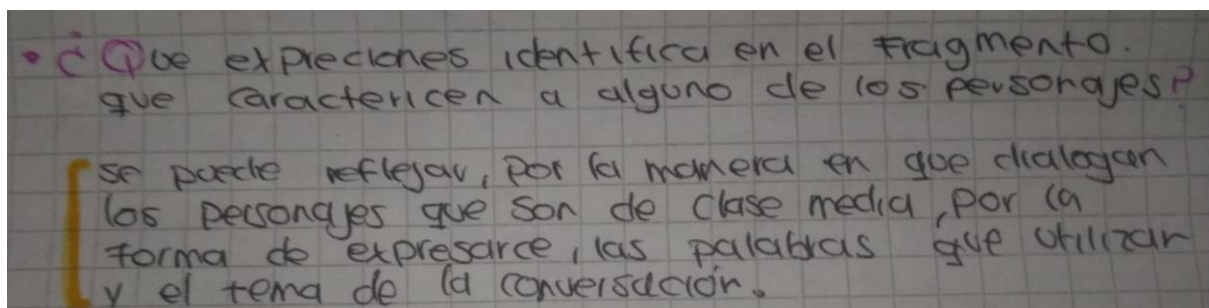 • ¿Que expreciones identifica en el fragmento.
que caractericen a alguno de los personajes?
se puede reflejar, por la manera en que dialogan
los personajes que son de clase media, por la
forma de expresarce, las palabras que utilizan
y el tema de la conversación.